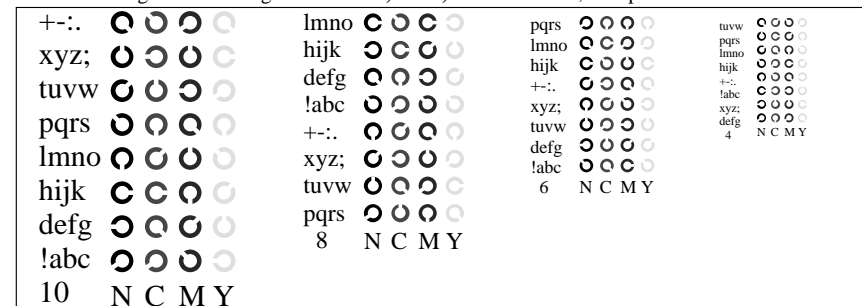 +-:.
xyz;
tuvw
pqrs
lmno
hijk
defg
!abc
10 N C M Y
lmno
hijk
defg
!abc
+-:.
xyz;
tuvw
pqrs
8 N C M Y
pqrs
lmno
hijk
+-:.
xyz;
tuvw
defg
!abc
6 N C M Y
tuvw
pqrs
lmno
hijk
+-:.
!abc
xyz;
defg
4 N C M Y